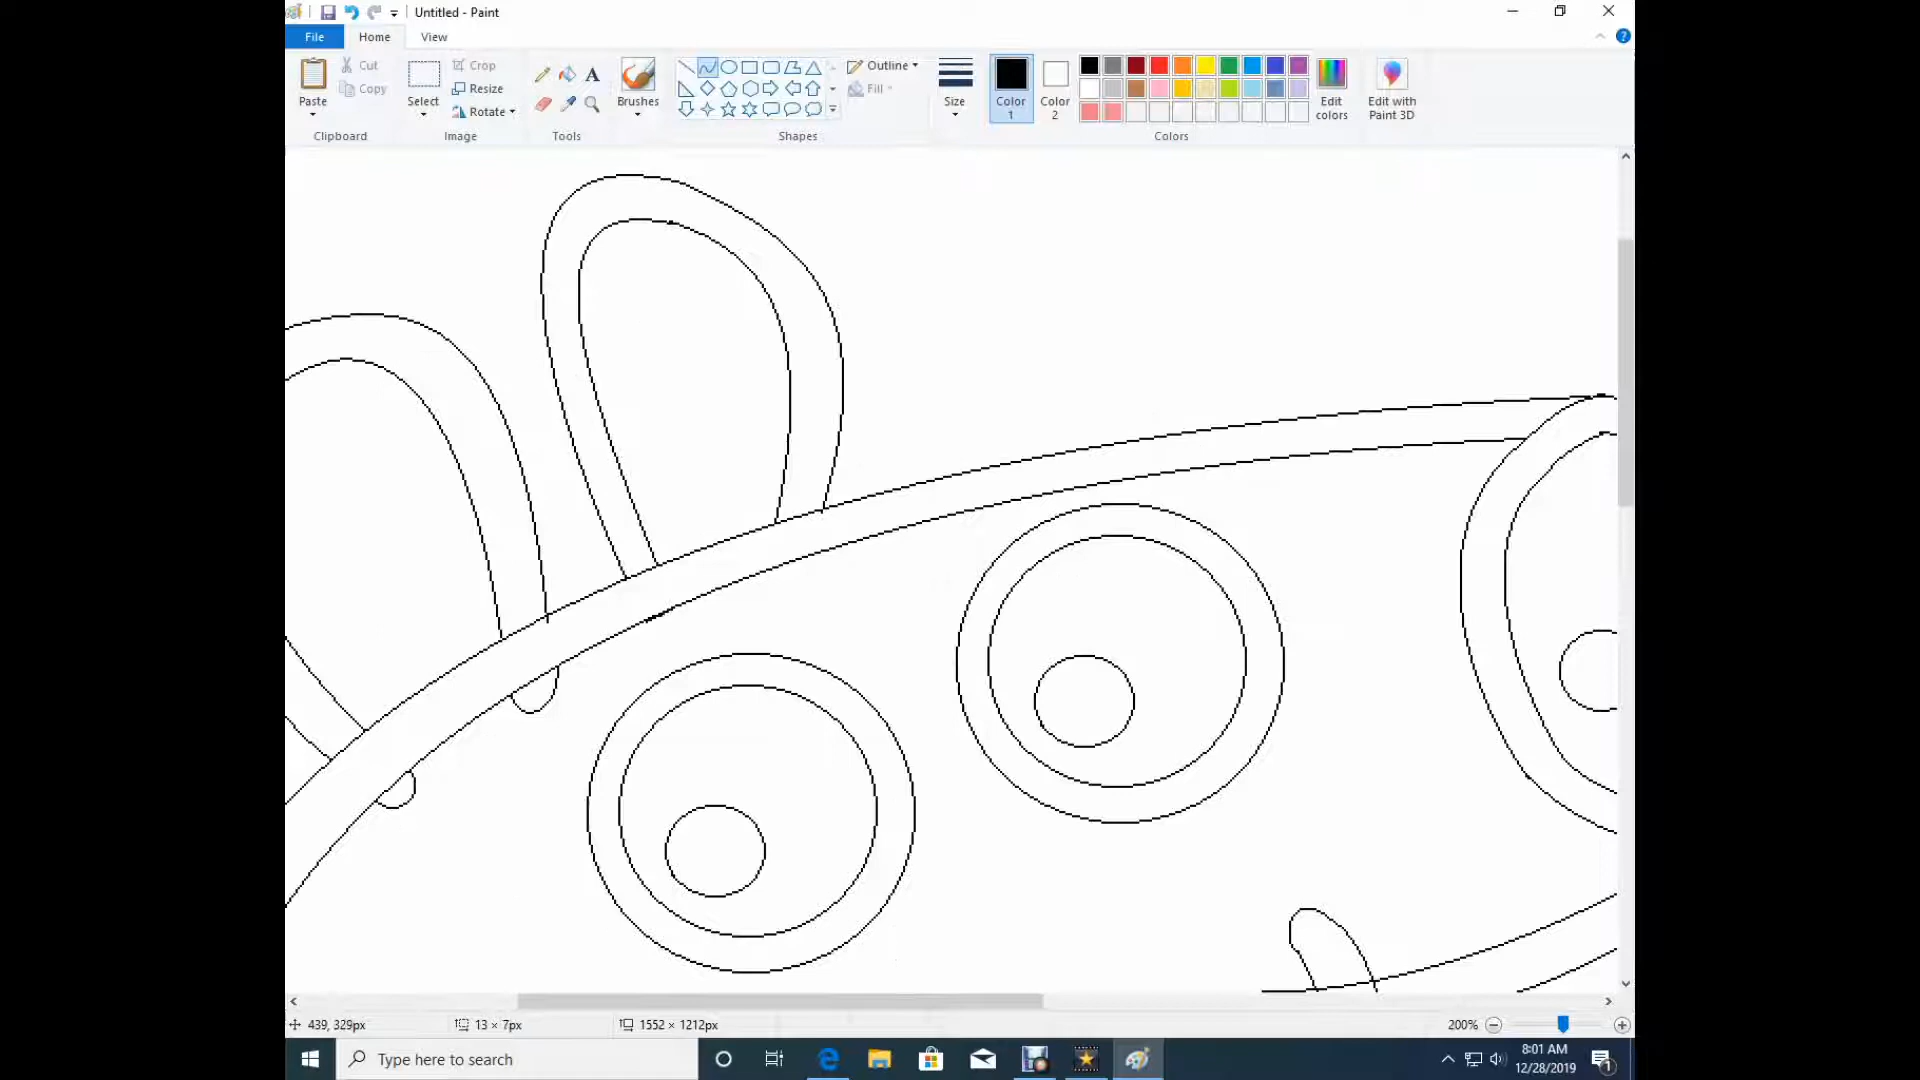 Untitled - Paint
File Home View
Paste
Cut
Copy
Clipboard
Select
Crop
Resize
Rotate
Image
Tools
Brushes
Outline
Fill
Shapes
Size
Color 1
Color 2
Edit colors
Colors
Edit with Paint 3D
439, 329px 13 × 7px 1552 × 1212px 200%
Type here to search
8:01 AM
12/28/2019
1